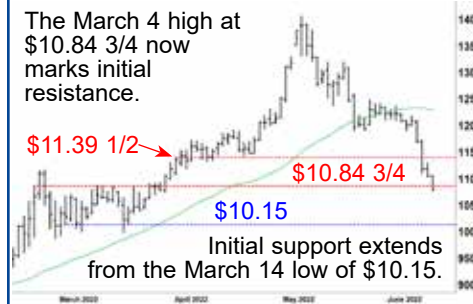 The March 4 high at
$10.84 3/4 now
marks initial
resistance.
$11.39 1/2
$10.84 3/4
$10.15
Initial support extends
from the March 14 low of $10.15.
March 2022
April 2022
May 2022
June 2022